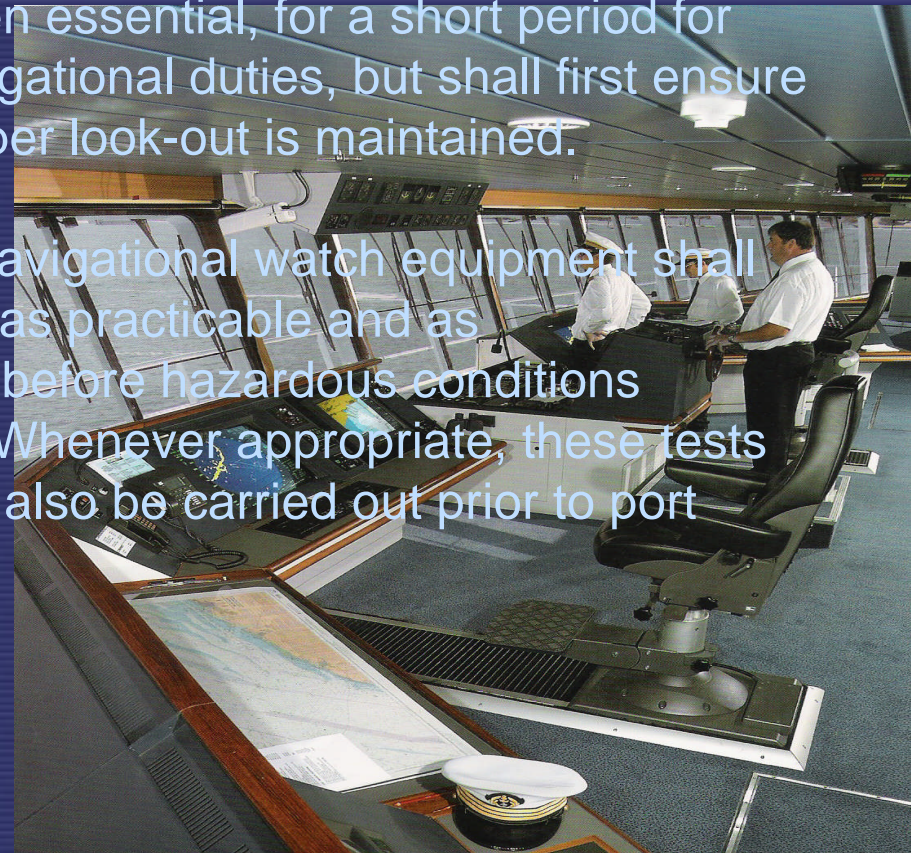 n essential, for a short period for
gational duties, but shall first ensure
per look-out is maintained.
avigational watch equipment shall
as practicable and as
before hazardous conditions
Whenever appropriate, these tests
also be carried out prior to port